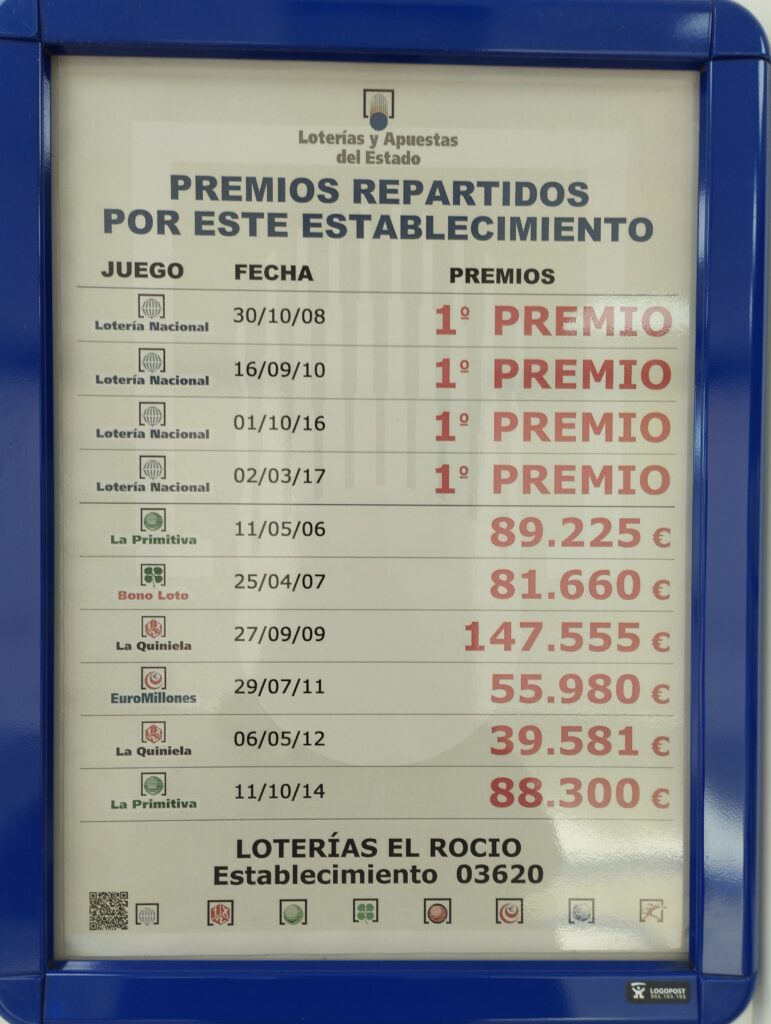 Loterías y Apuestas
del Estado
PREMIOS REPARTIDOS
POR ESTE ESTABLECIMIENTO
JUEGO FECHA PREMIOS
Lotería Nacional 30/10/08 1º PREMIO
Lotería Nacional 16/09/10 1º PREMIO
Lotería Nacional 01/10/16 1º PREMIO
Lotería Nacional 02/03/17 1º PREMIO
La Primitiva 11/05/06 89.225 €
Bono Loto 25/04/07 81.660 €
La Quiniela 27/09/09 147.555 €
EuroMillones 29/07/11 55.980 €
La Quiniela 06/05/12 39.581 €
La Primitiva 11/10/14 88.300 €
LOTERÍAS EL ROCIO
Establecimiento 03620
LOGOPOST